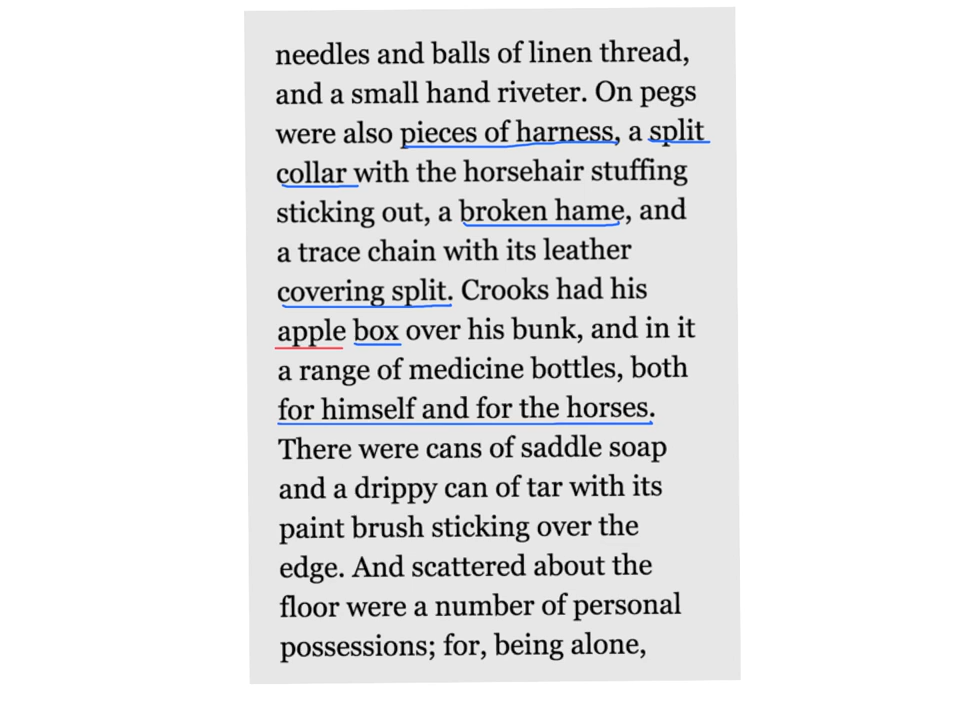 needles and balls of linen thread,
and a small hand riveter. On pegs
were also pieces of harness, a split
collar with the horsehair stuffing
sticking out, a broken hame, and
a trace chain with its leather
covering split. Crooks had his
apple box over his bunk, and in it
a range of medicine bottles, both
for himself and for the horses.
There were cans of saddle soap
and a drippy can of tar with its
paint brush sticking over the
edge. And scattered about the
floor were a number of personal
possessions; for, being alone,